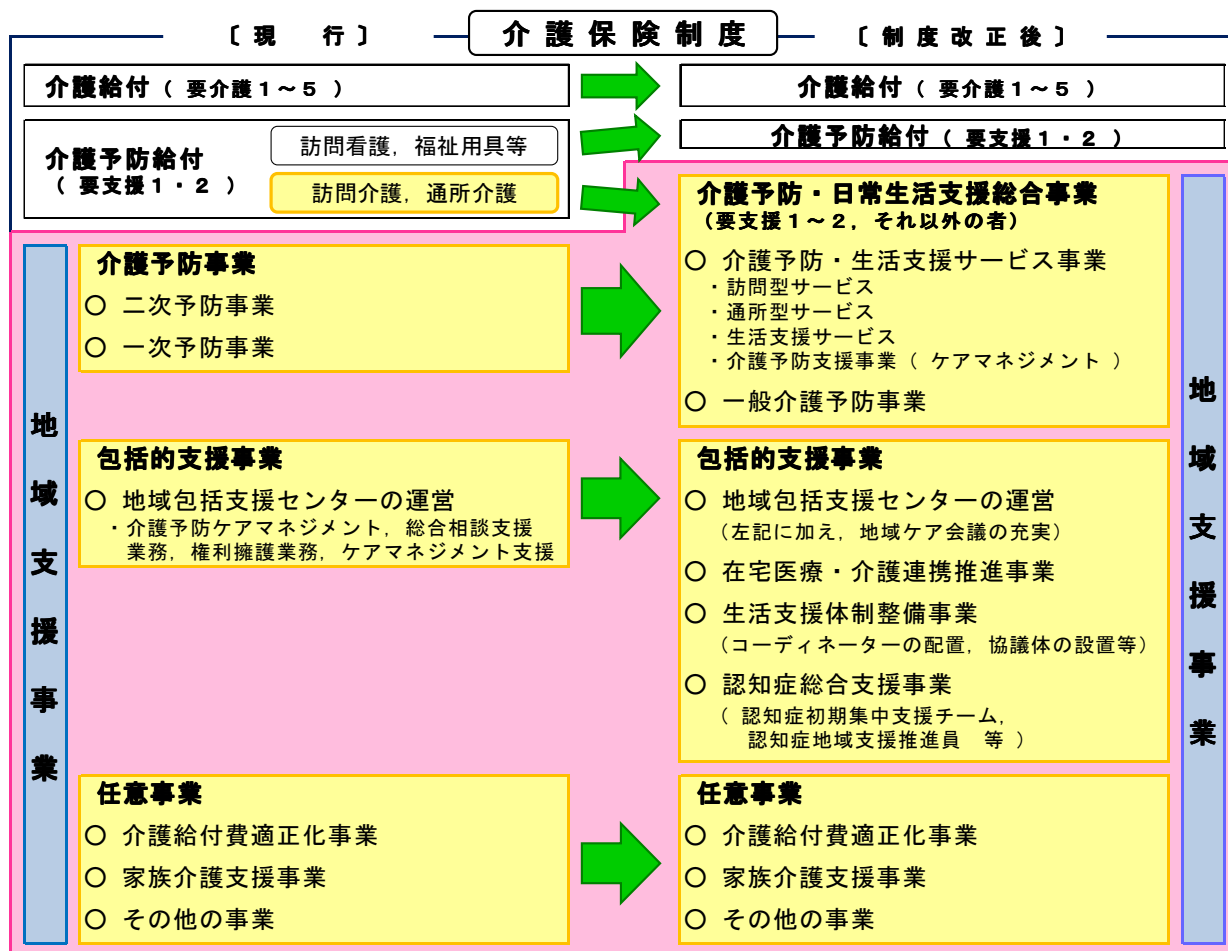 〔現　行〕
介護保険制度
〔制度改正後〕
介護給付（要介護１～５）
介護給付（要介護１～５）
介護予防給付
（要支援１・２）
訪問看護，福祉用具等
訪問介護，通所介護
介護予防給付（要支援１・２）
地域支援事業
介護予防事業
〇 二次予防事業
〇 一次予防事業
包括的支援事業
〇 地域包括支援センターの運営
・介護予防ケアマネジメント，総合相談支援
業務，権利擁護業務，ケアマネジメント支援
任意事業
〇 介護給付費適正化事業
〇 家族介護支援事業
〇 その他の事業
介護予防・日常生活支援総合事業
（要支援１～２，それ以外の者）
〇 介護予防・生活支援サービス事業
・訪問型サービス
・通所型サービス
・生活支援サービス
・介護予防支援事業（ケアマネジメント）
〇 一般介護予防事業
包括的支援事業
〇 地域包括支援センターの運営
（左記に加え，地域ケア会議の充実）
〇 在宅医療・介護連携推進事業
〇 生活支援体制整備事業
（コーディネーターの配置，協議体の設置等）
〇 認知症総合支援事業
（認知症初期集中支援チーム，
認知症地域支援推進員　等）
任意事業
〇 介護給付費適正化事業
〇 家族介護支援事業
〇 その他の事業
地域支援事業